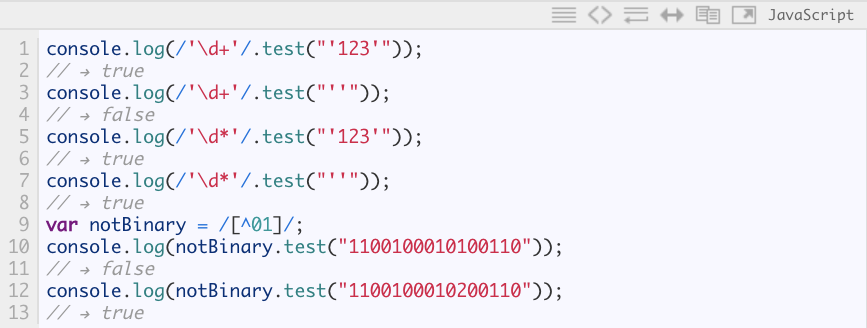 JavaScript
1 console.log(/'\d+'/.test("'123'"));
2 // → true
3 console.log(/'\d+'/.test("''"));
4 // → false
5 console.log(/'\d*'/.test("'123'"));
6 // → true
7 console.log(/'\d*'/.test("''"));
8 // → true
9 var notBinary = /[^01]/;
10 console.log(notBinary.test("1100100010100110"));
11 // → false
12 console.log(notBinary.test("1100100010200110"));
13 // → true